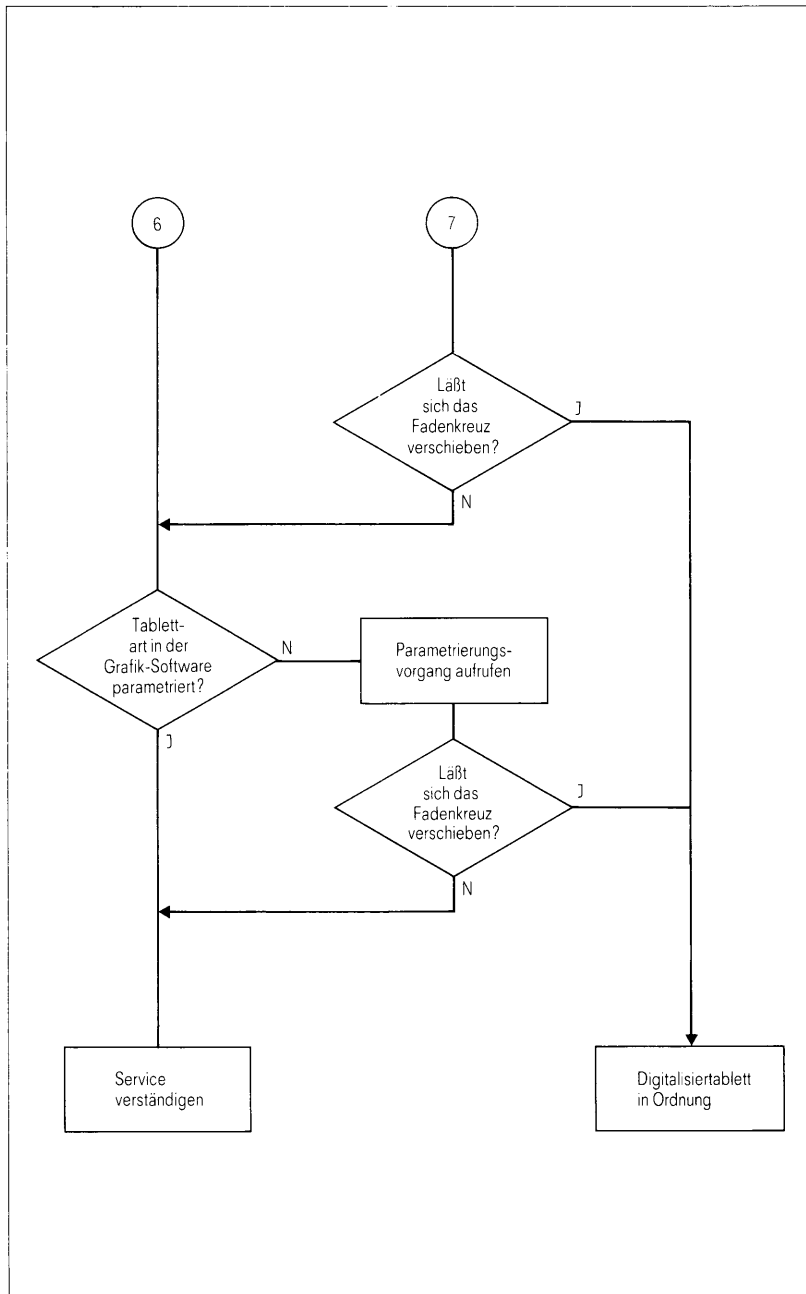 6
7
Läßt
sich das
Fadenkreuz
verschieben?
J
N
Tablett-
art in der
Grafik-Software
parametriert?
N
J
Parametrierungs-
vorgang aufrufen
Läßt
sich das
Fadenkreuz
verschieben?
J
N
Service
verständigen
Digitalisiertablett
in Ordnung